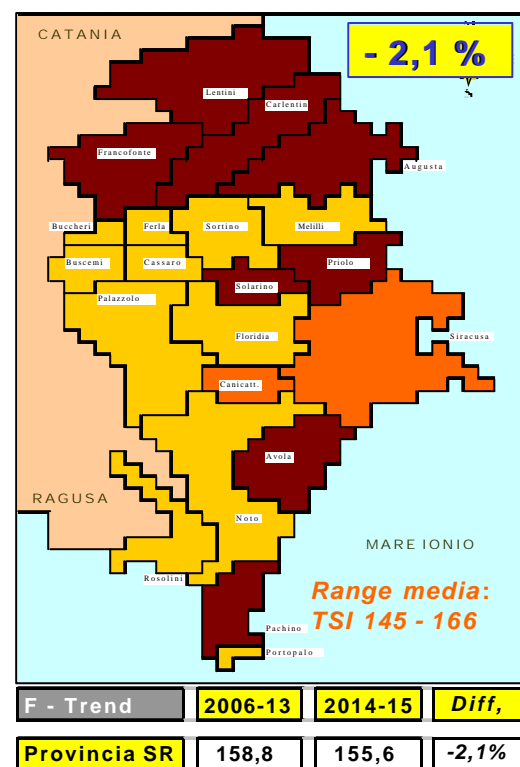 CATANIA
- 2,1 %
Lentini
Carlentin
Francofonte
Augusta
Buccheri
Ferla
Sortino
Melilli
Buscemi
Cassaro
Priolo
Solarino
Palazzolo
Floridia
Siracusa
Canicatt.
Avola
RAGUSA
Noto
MARE IONIO
Rosolini
Range media:
TSI 145 - 166
Pachino
Portopalo
F - Trend 2006-13 2014-15 Diff,
Provincia SR 158,8 155,6 -2,1%